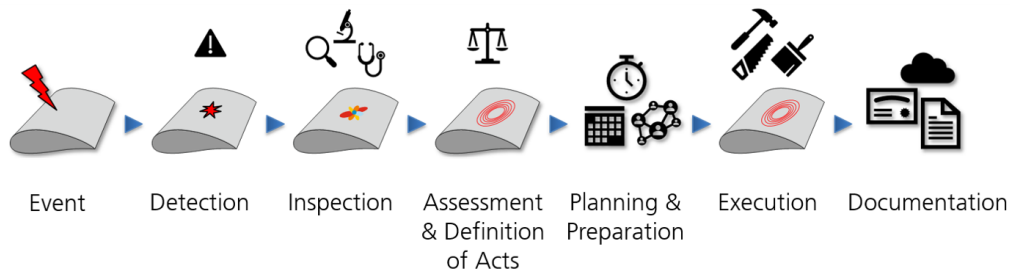 Event
Detection
Inspection
Assessment
& Definition
of Acts
Planning &
Preparation
Execution
Documentation